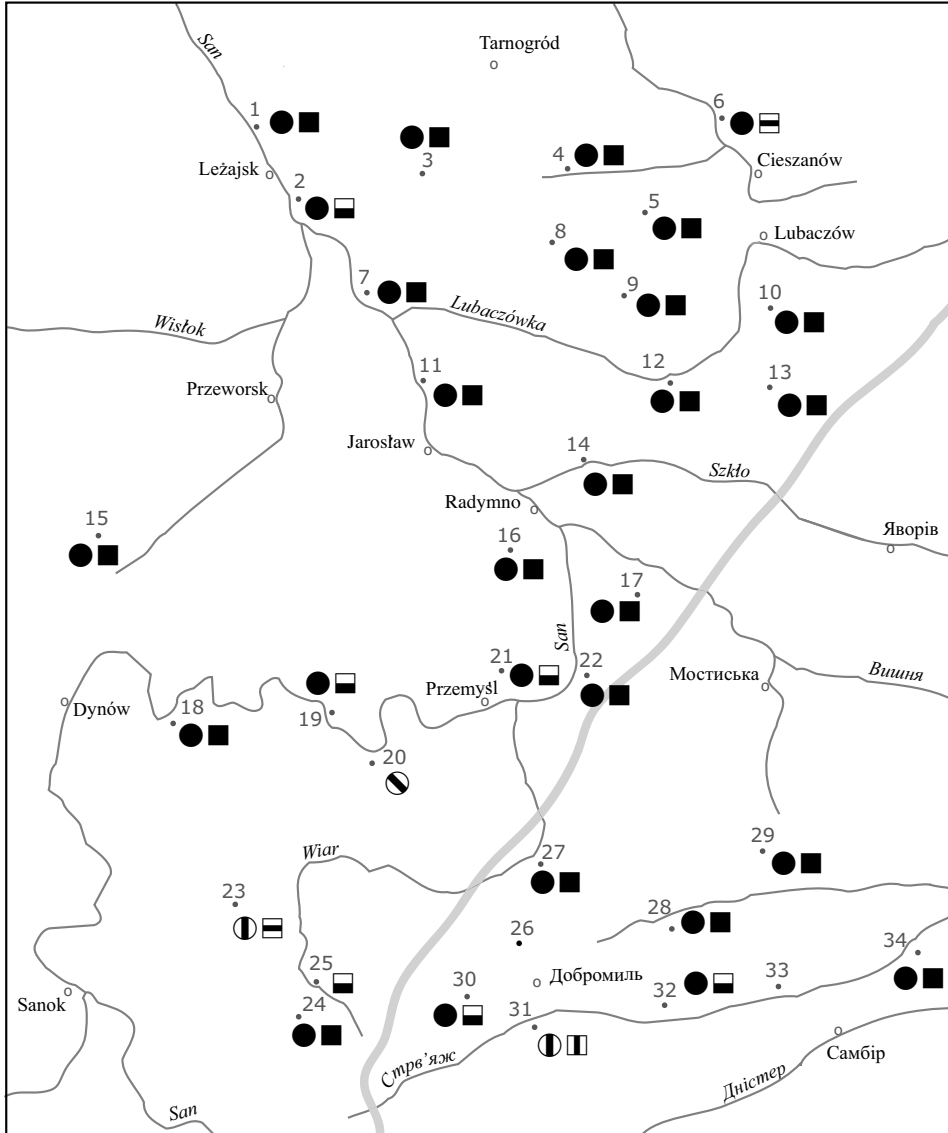 San
Tarnogród
1
3
6
4
Leżajsk
Cieszanów
2
5
8
Lubaczów
7
9
10
Lubaczówka
Wisłok
11
12
13
Przeworsk
Jarosław
14
Szkło
Radymno
15
Яворів
16
17
San
21
22
Мостиська
Вишня
Dynów
18
19
Przemyśl
20
Wiar
27
29
23
28
26
34
25
Добромиль
Sanok
30
33
24
31
32
Стрв’яж
Самбір
Дністер
San